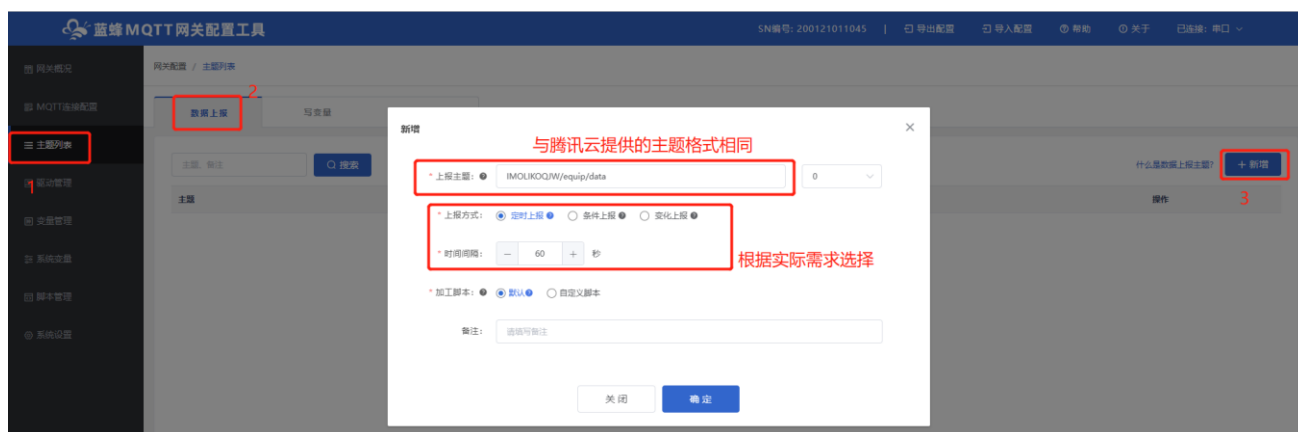 蓝蜂MQTT网关配置工具
SN编号: 200121011045 | 导出配置 导入配置 帮助 关于 已连接: 串口
网关概况
网关配置 / 主题列表
MQTT连接配置
2
数据上报 写变量
主题列表
新增
与腾讯云提供的主题格式相同
主题, 备注 搜索
什么是数据上报主题? + 新增
* 上报主题: IMOLIKOQJW/equip/data 0
1
驱动管理
主题
操作
3
变量管理
* 上报方式: 定时上报 条件上报 变化上报
系统变量
* 时间间隔: − 60 + 秒
根据实际需求选择
脚本管理
* 加工脚本: 默认 自定义脚本
系统设置
备注: 请填写备注
关闭 确定